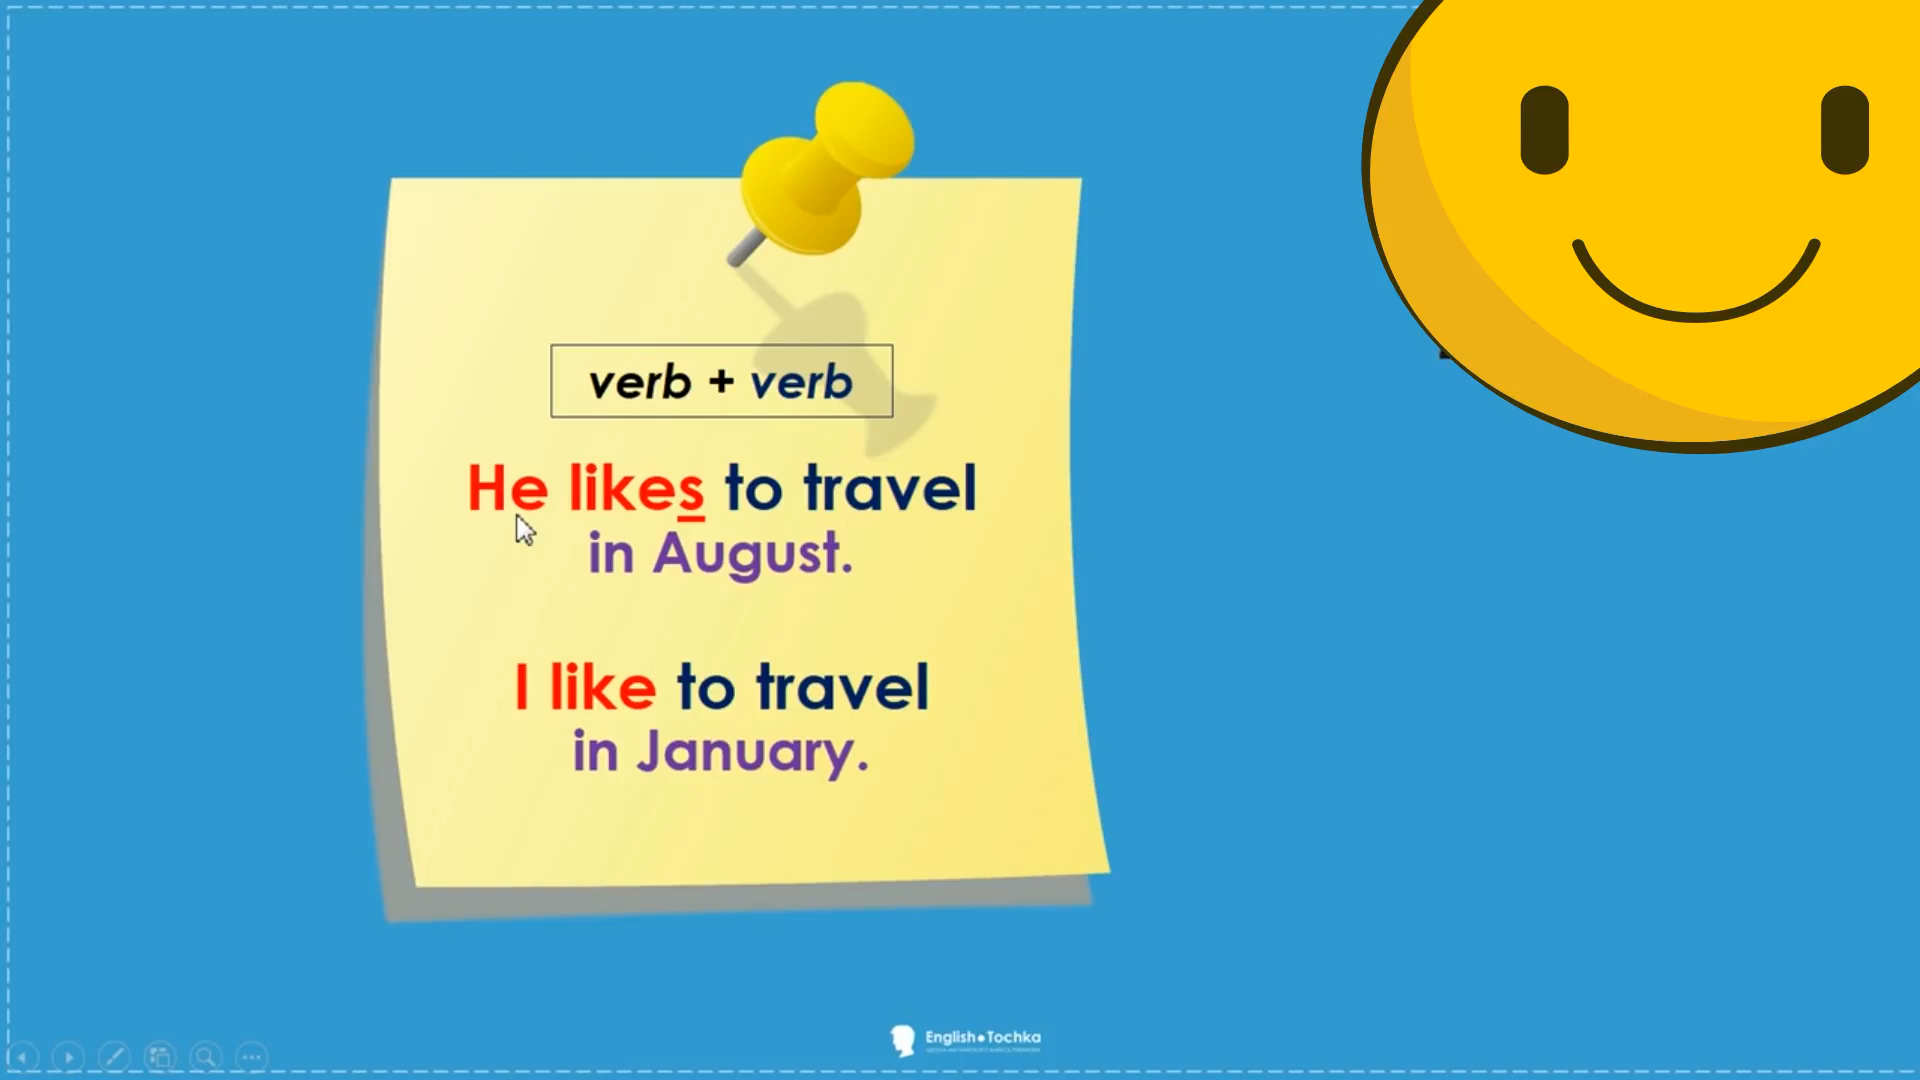 verb + verb
He likes to travel
in August.
I like to travel
in January.
English•Tochka